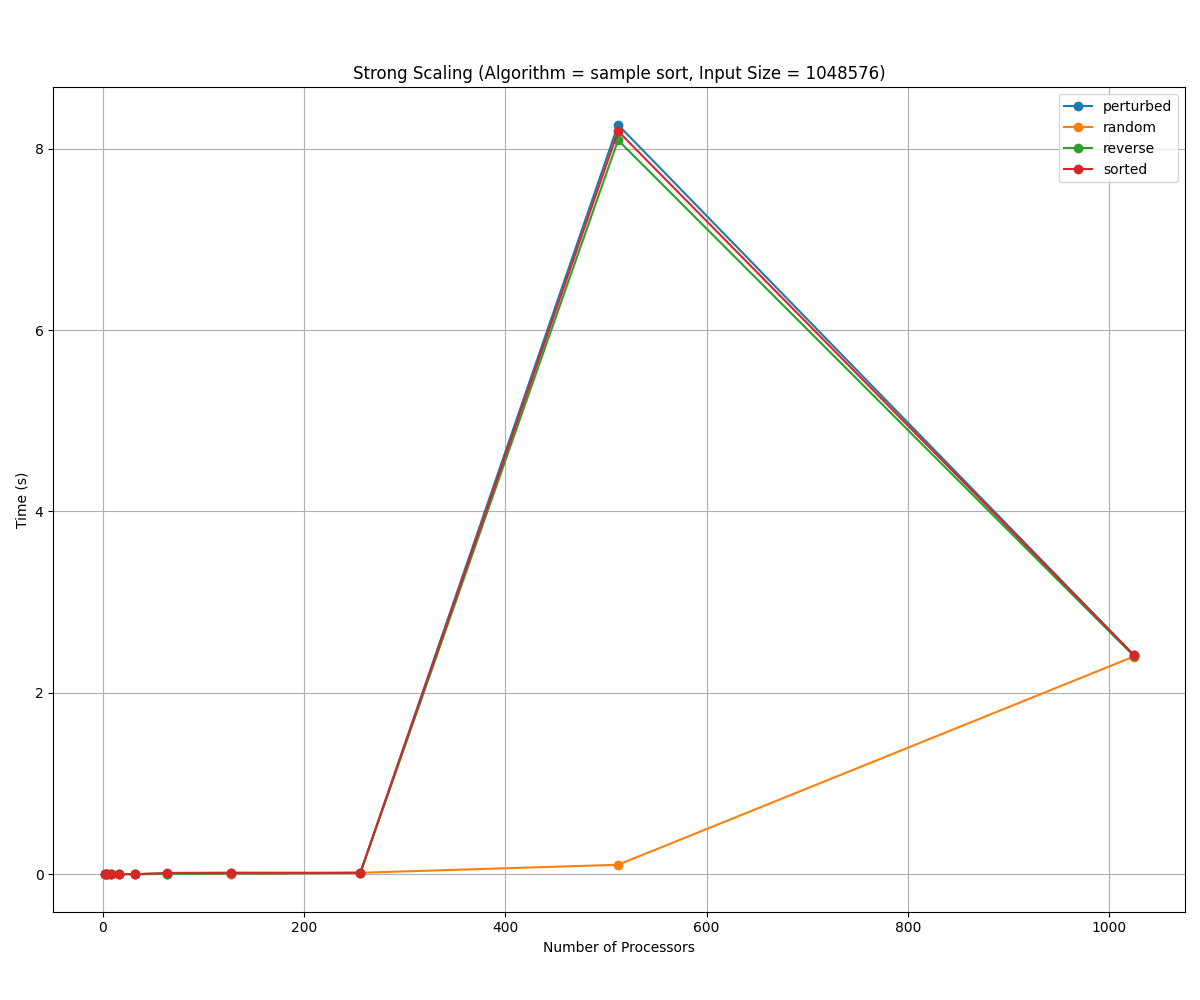 Strong Scaling (Algorithm = sample sort, Input Size = 1048576)
perturbed
random
reverse
sorted
Time (s)
8
6
4
2
0
0 200 400 600 800 1000
Number of Processors